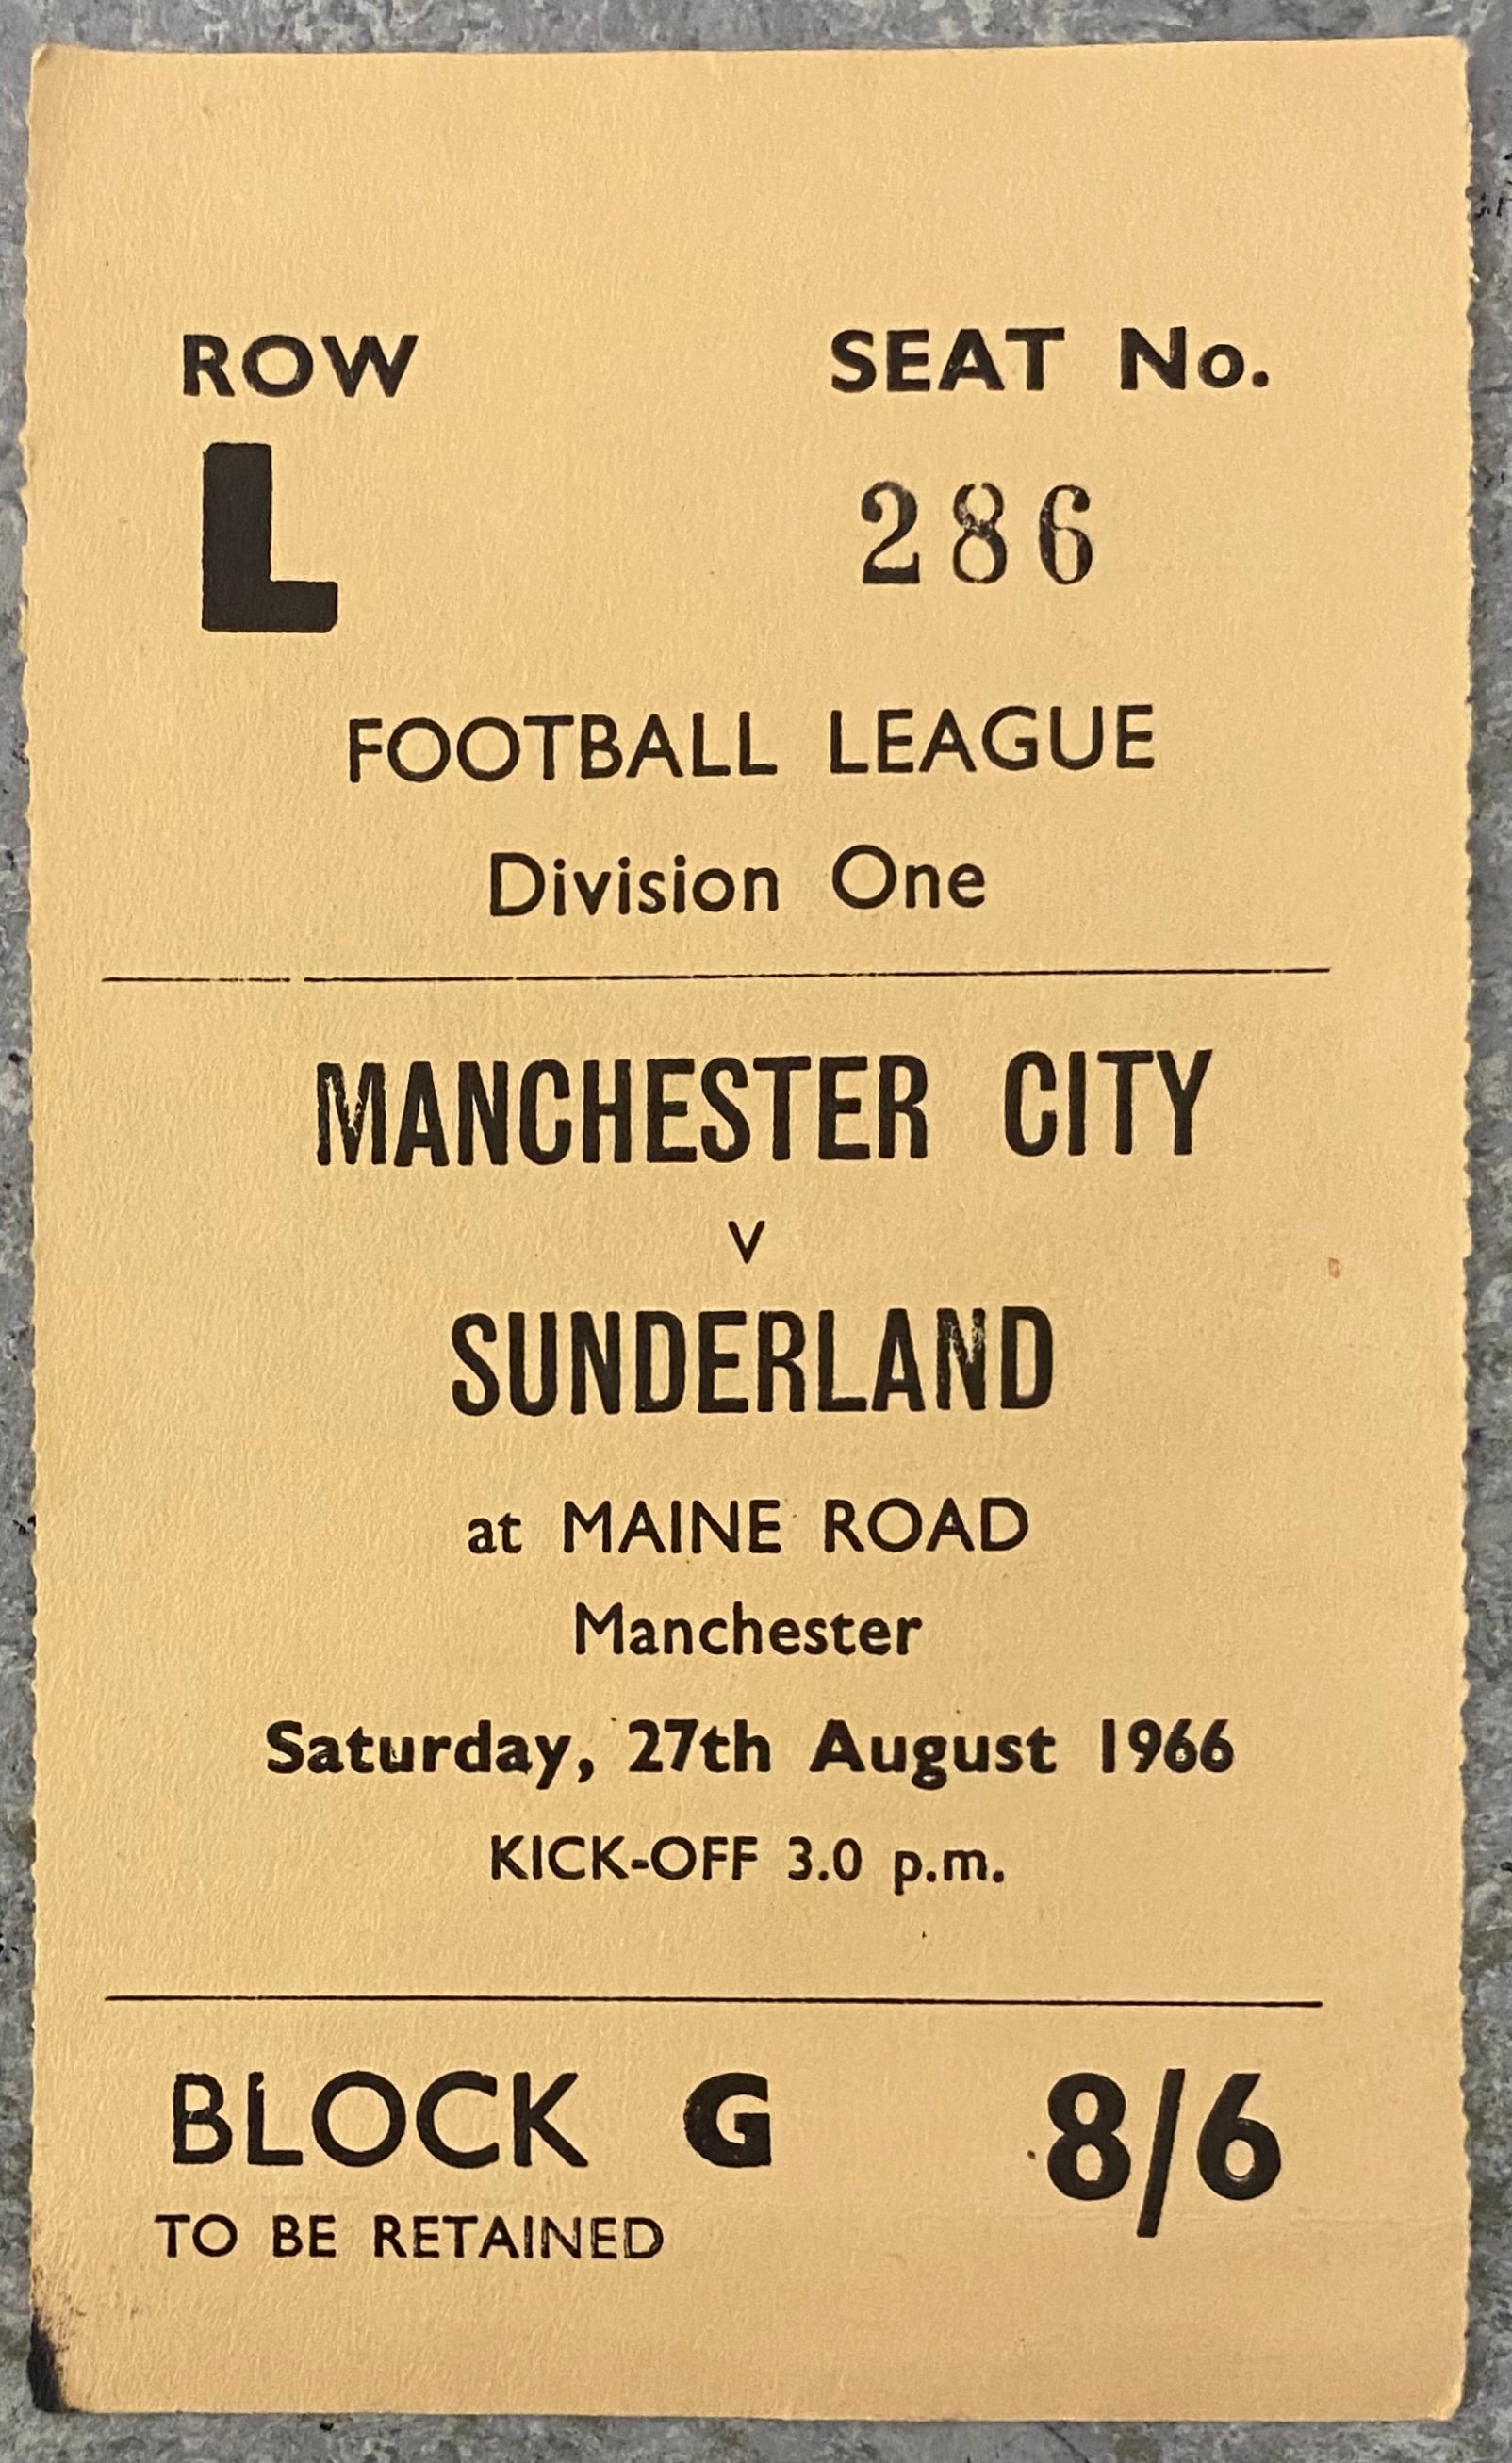 ROW SEAT No.
L 286
FOOTBALL LEAGUE
Division One
MANCHESTER CITY
v
SUNDERLAND
at MAINE ROAD
Manchester
Saturday, 27th August 1966
KICK-OFF 3.0 p.m.
BLOCK G 8/6
TO BE RETAINED